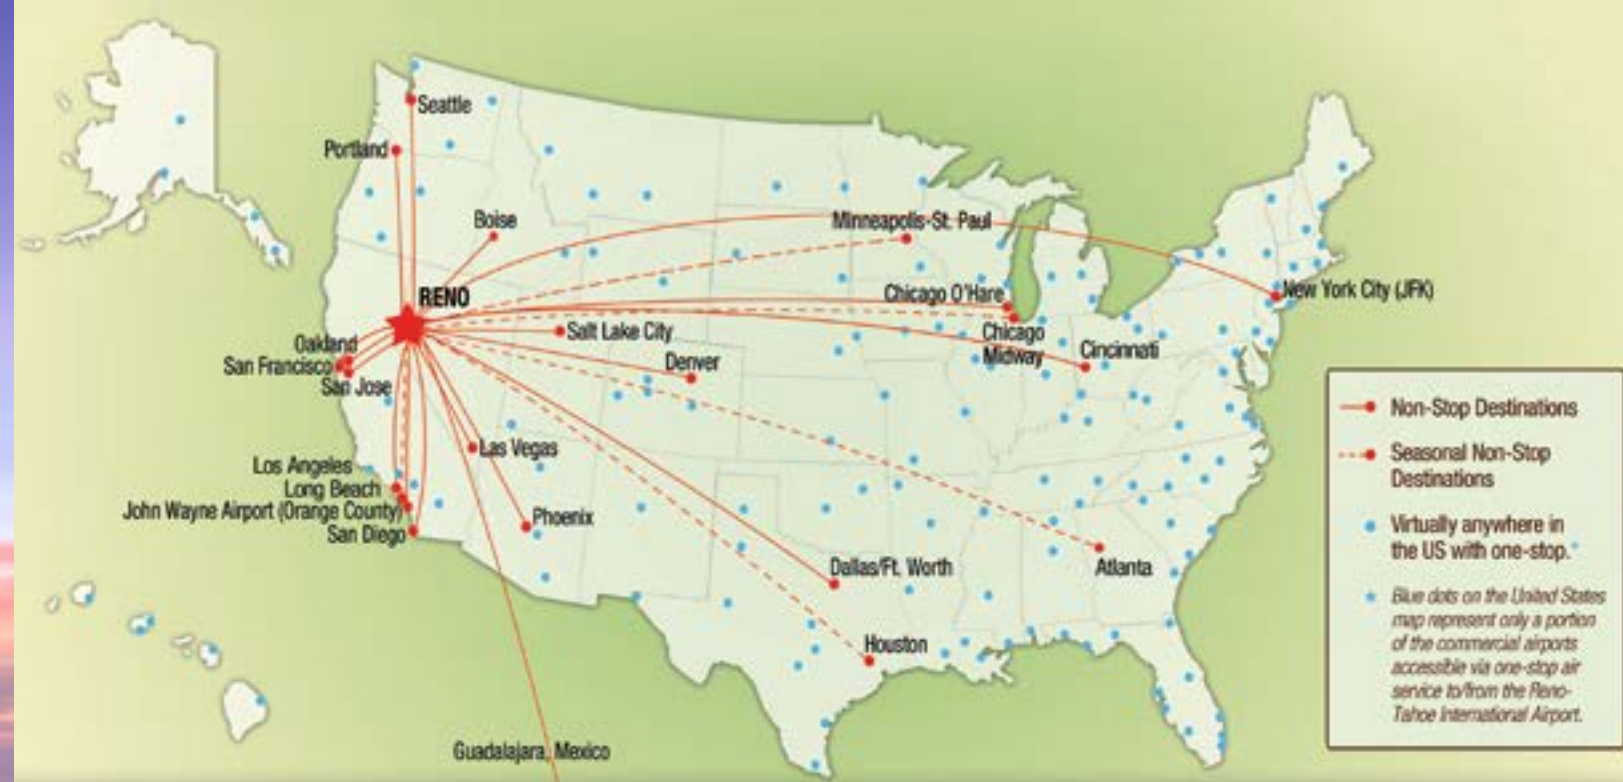 Seattle
Portland
Boise
Minneapolis-St. Paul
RENO
Chicago O'Hare
New York City (JFK)
Oakland
Salt Lake City
Chicago
Midway
Cincinnati
San Francisco
Denver
San Jose
Las Vegas
Los Angeles
Long Beach
John Wayne Airport (Orange County)
San Diego
Phoenix
Dallas/Ft. Worth
Atlanta
Houston
Guadalajara, Mexico
Non-Stop Destinations
Seasonal Non-Stop
Destinations
Virtually anywhere in
the US with one-stop.*
Blue dots on the United States
map represent only a portion
of the commercial airports
accessible via one-stop air
service to/from the Reno-
Tahoe International Airport.